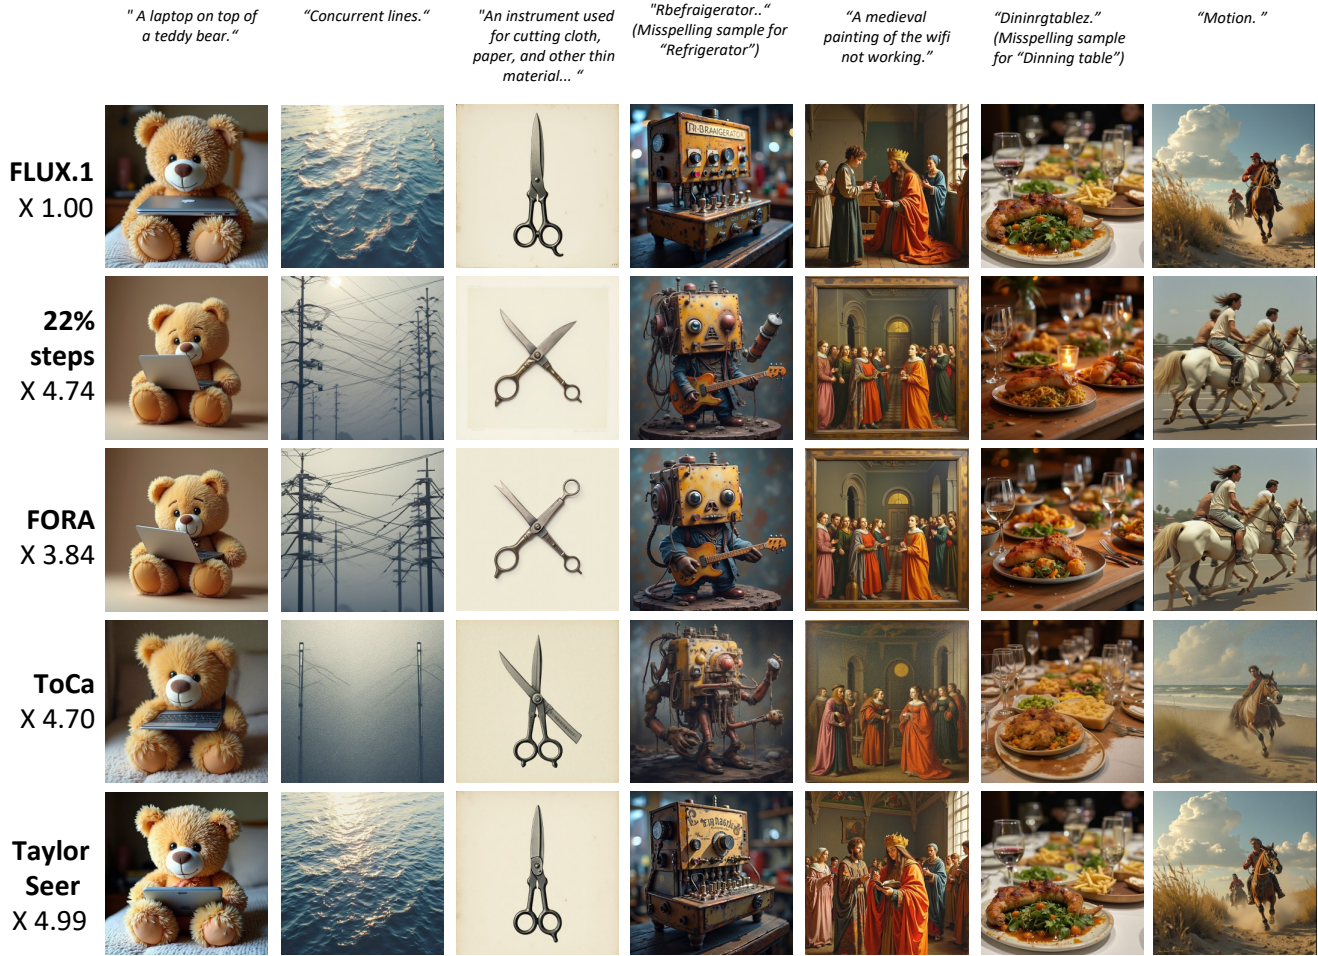 " A laptop on top of
a teddy bear.“
“Concurrent lines.“
"An instrument used
for cutting cloth,
paper, and other thin
material... “
"Rbefraigerator..“
(Misspelling sample for
“Refrigerator”)
“A medieval
painting of the wifi
not working.”
“Dininrgtablez.”
(Misspelling sample
for “Dinning table”)
“Motion. ”
FLUX.1
X 1.00
22%
steps
X 4.74
FORA
X 3.84
ToCa
X 4.70
Taylor
Seer
X 4.99